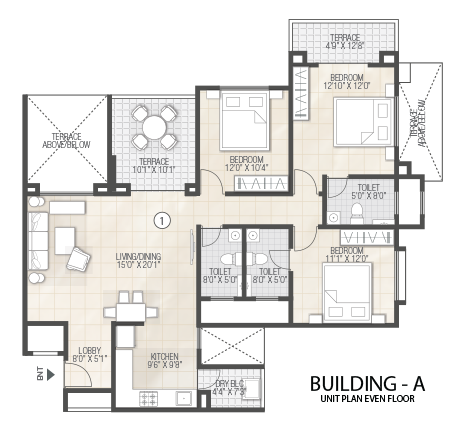 TERRACE
4'9" X 12'8"
BEDROOM
12'10" X 12'0"
TERRACE
ABOVE/BELOW
TERRACE
ABOVE/BELOW
TERRACE
10'1" X 10'1"
BEDROOM
12'0" X 10'4"
TOILET
5'0" X 8'0"
1
LIVING/DINING
15'0" X 20'1"
TOILET
8'0" X 5'0"
TOILET
8'0" X 5'0"
BEDROOM
11'1" X 12'0"
LOBBY
8'0" X 5'1"
KITCHEN
9'6" X 9'8"
ENT
DRY BLC.
4'4" X 7'3"
BUILDING - A
UNIT PLAN EVEN FLOOR